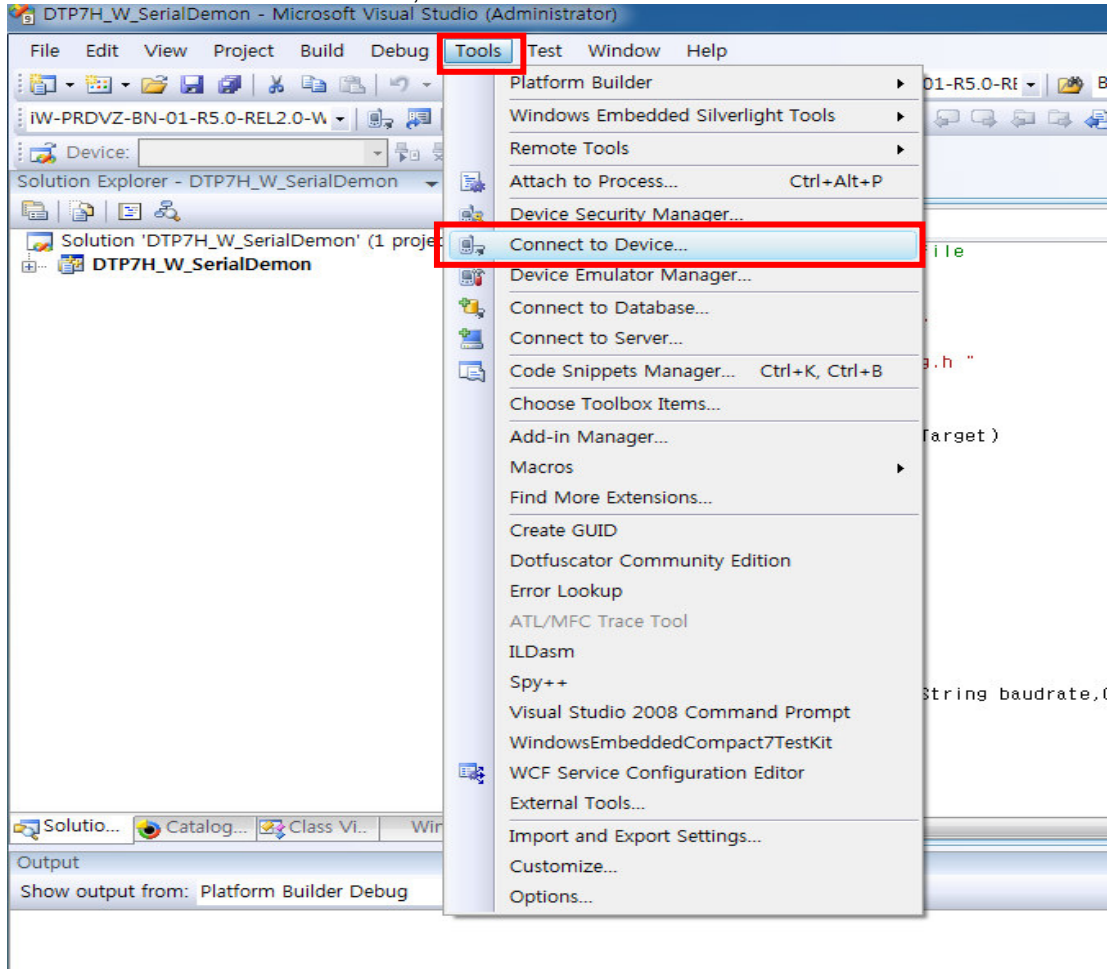 DTP7H_W_SerialDemon - Microsoft Visual Studio (Administrator)
File Edit View Project Build Debug Tools Test Window Help
Platform Builder
01-R5.0-RE
iW-PRDVZ-BN-01-R5.0-REL2.0-W
Windows Embedded Silverlight Tools
Device:
Remote Tools
Solution Explorer - DTP7H_W_SerialDemon
Attach to Process... Ctrl+Alt+P
Device Security Manager...
Solution 'DTP7H_W_SerialDemon' (1 projec
Connect to Device...
ile
DTP7H_W_SerialDemon
Device Emulator Manager...
Connect to Database...
Connect to Server...
g.h "
Code Snippets Manager... Ctrl+K, Ctrl+B
Choose Toolbox Items...
Add-in Manager...
Target)
Macros
Find More Extensions...
Create GUID
Dotfuscator Community Edition
Error Lookup
ATL/MFC Trace Tool
ILDasm
Spy++
String baudrate,
Visual Studio 2008 Command Prompt
WindowsEmbeddedCompact7TestKit
WCF Service Configuration Editor
External Tools...
Solutio... Catalog... Class Vi... Wir
Import and Export Settings...
Output
Customize...
Show output from: Platform Builder Debug
Options...